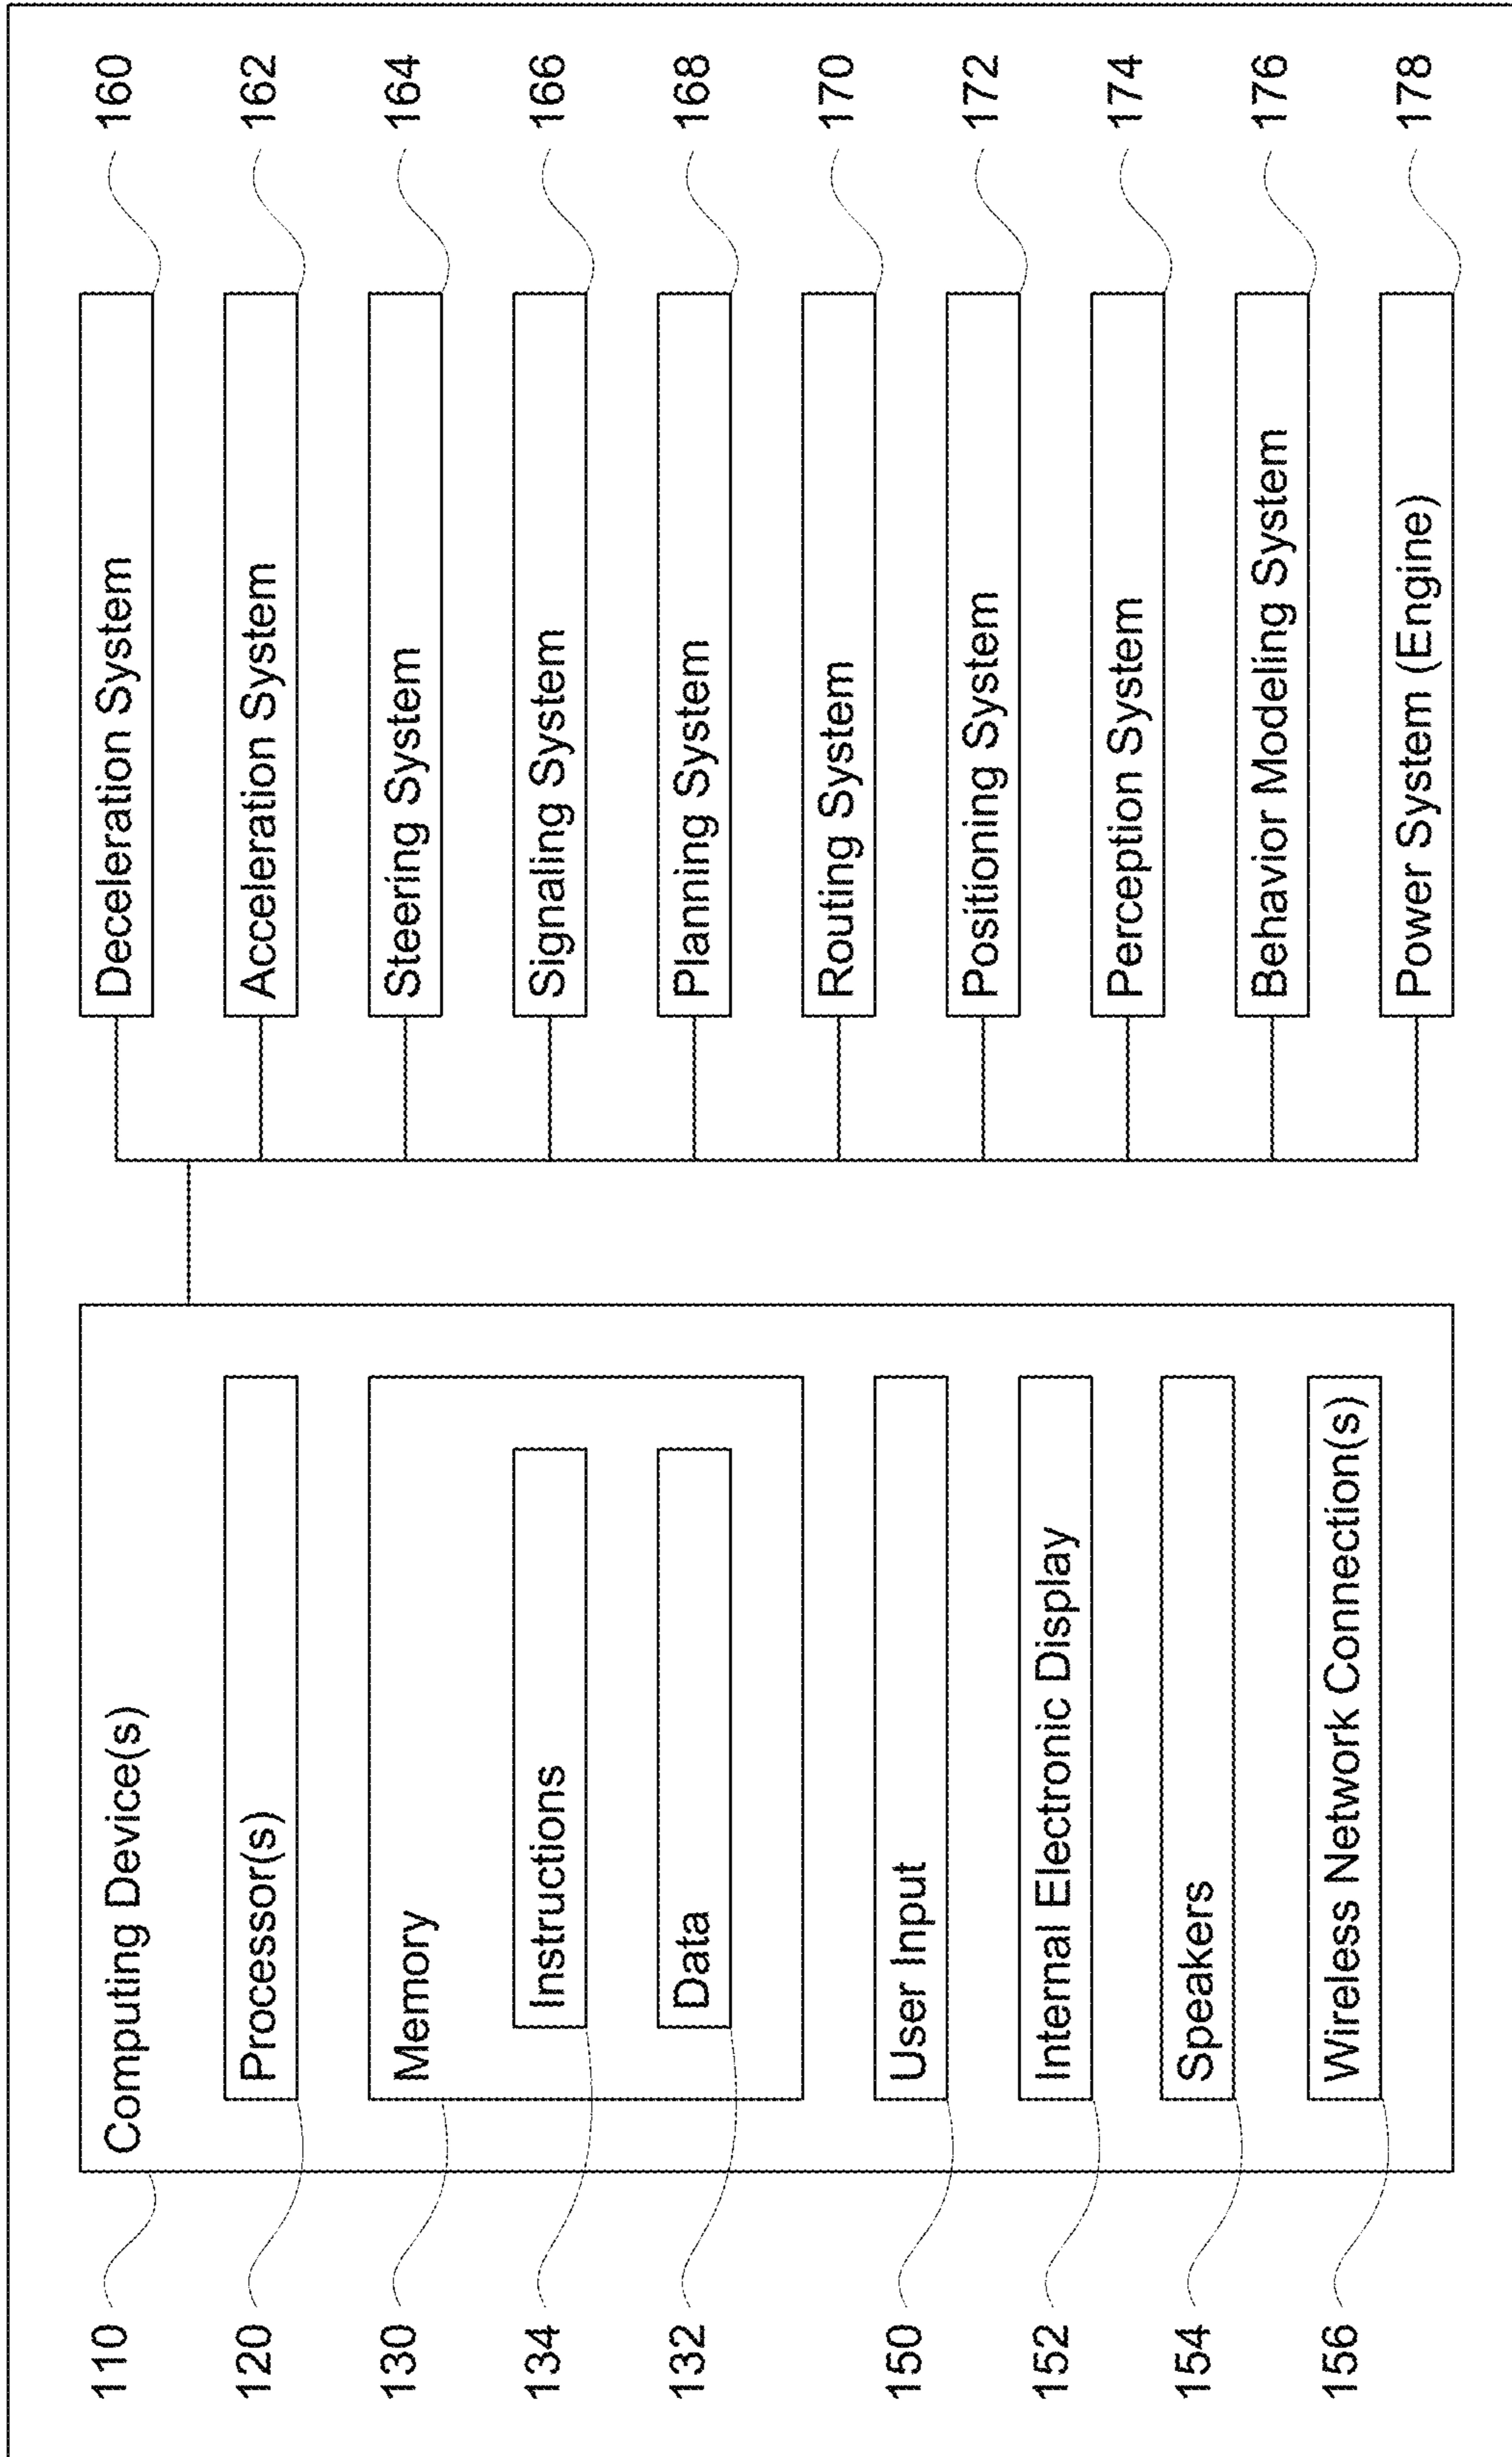 110
Computing Device(s)
120
Processor(s)
130
Memory
134
Instructions
132
Data
150
User Input
152
Internal Electronic Display
154
Speakers
156
Wireless Network Connection(s)
Deceleration System
160
Acceleration System
162
Steering System
164
Signaling System
166
Planning System
168
Routing System
170
Positioning System
172
Perception System
174
Behavior Modeling System
176
Power System (Engine)
178